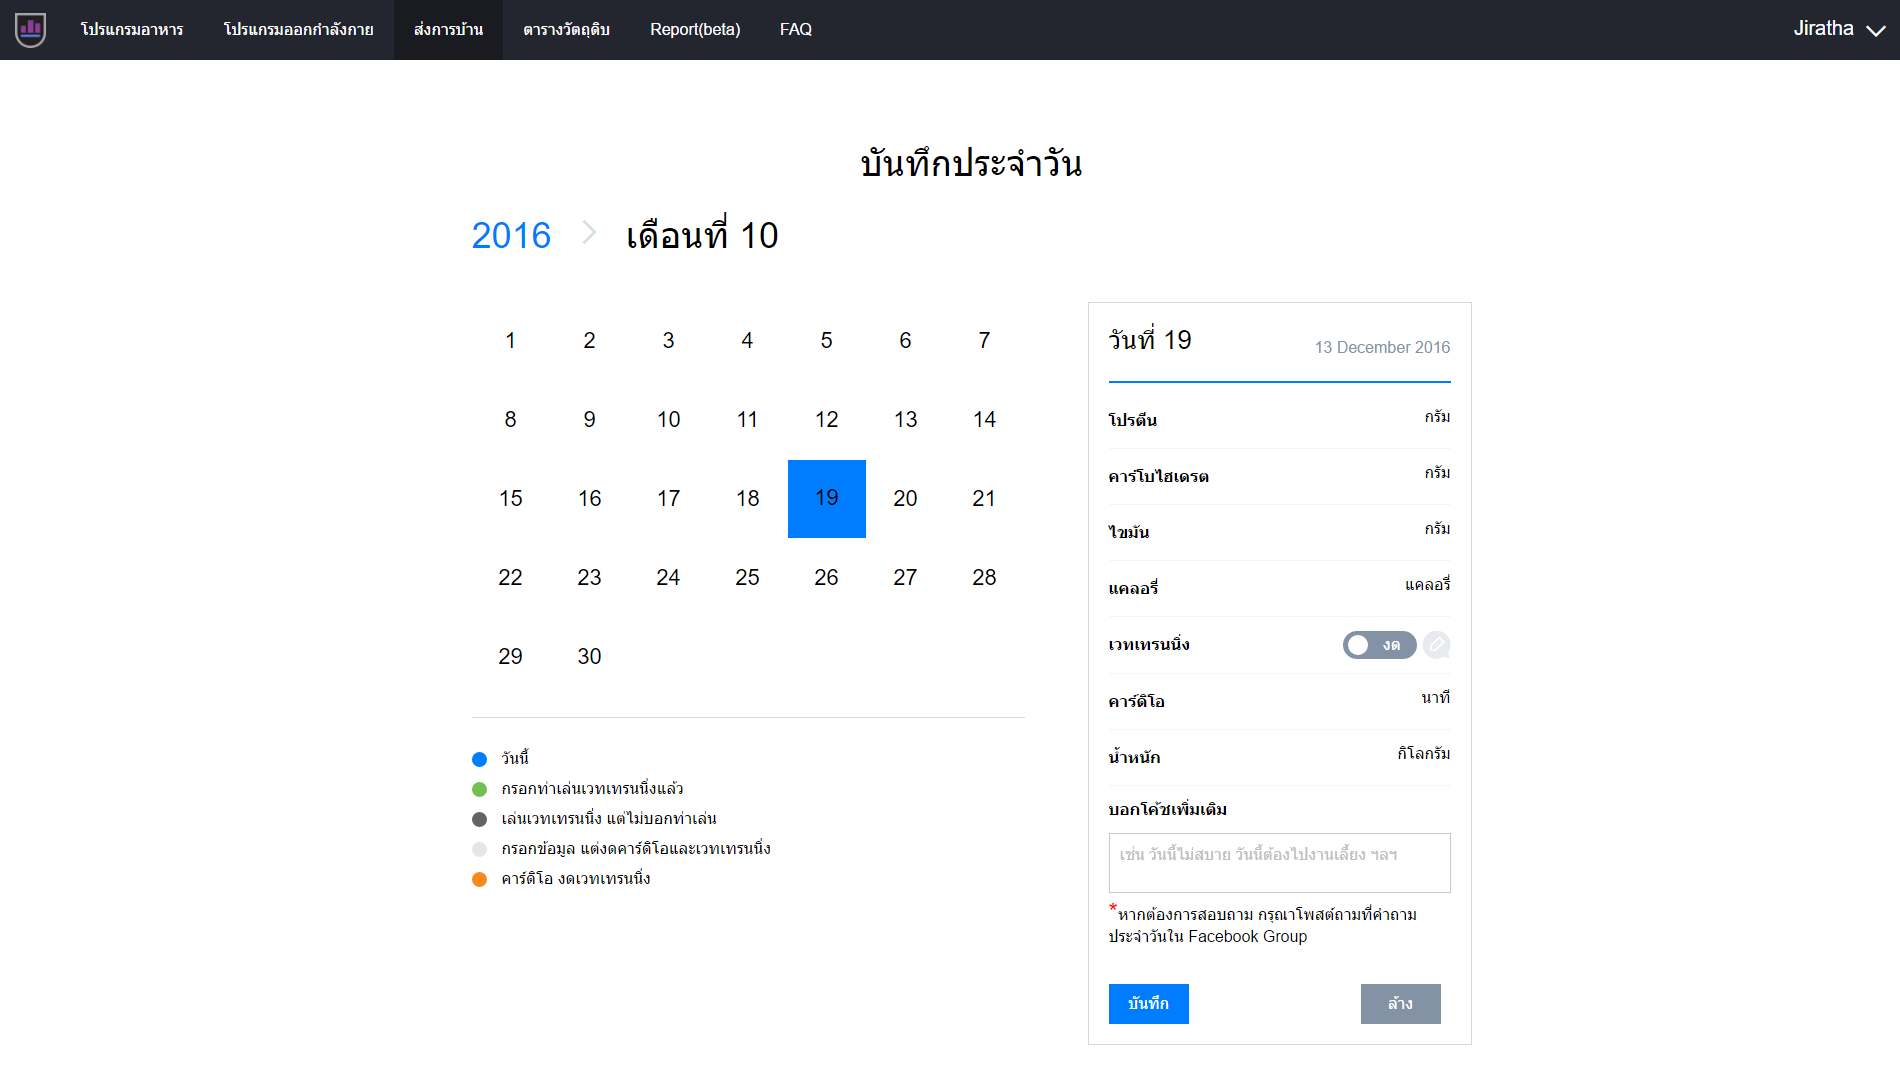 โปรแกรมอาหาร โปรแกรมออกกำลังกาย ส่งการบ้าน ตารางวัตถุดิบ Report(beta) FAQ Jiratha
บันทึกประจำวัน
2016 เดือนที่ 10
1 2 3 4 5 6 7
8 9 10 11 12 13 14
15 16 17 18 19 20 21
22 23 24 25 26 27 28
29 30
วันนี้
กรอกท่าเล่นเวทเทรนนิ่งแล้ว
เล่นเวทเทรนนิ่ง แต่ไม่บอกท่าเล่น
กรอกข้อมูล แต่งดคาร์ดิโอและเวทเทรนนิ่ง
คาร์ดิโอ งดเวทเทรนนิ่ง
วันที่ 19 13 December 2016
โปรตีน กรัม
คาร์โบไฮเดรต กรัม
ไขมัน กรัม
แคลอรี่ แคลอรี่
เวทเทรนนิ่ง งด
คาร์ดิโอ นาที
น้ำหนัก กิโลกรัม
บอกโค้ชเพิ่มเติม
เช่น วันนี้ไม่สบาย วันนี้ต้องไปงานเลี้ยง ฯลฯ
*หากต้องการสอบถาม กรุณาโพสต์ถามที่คำถาม
ประจำวันใน Facebook Group
บันทึก ล้าง